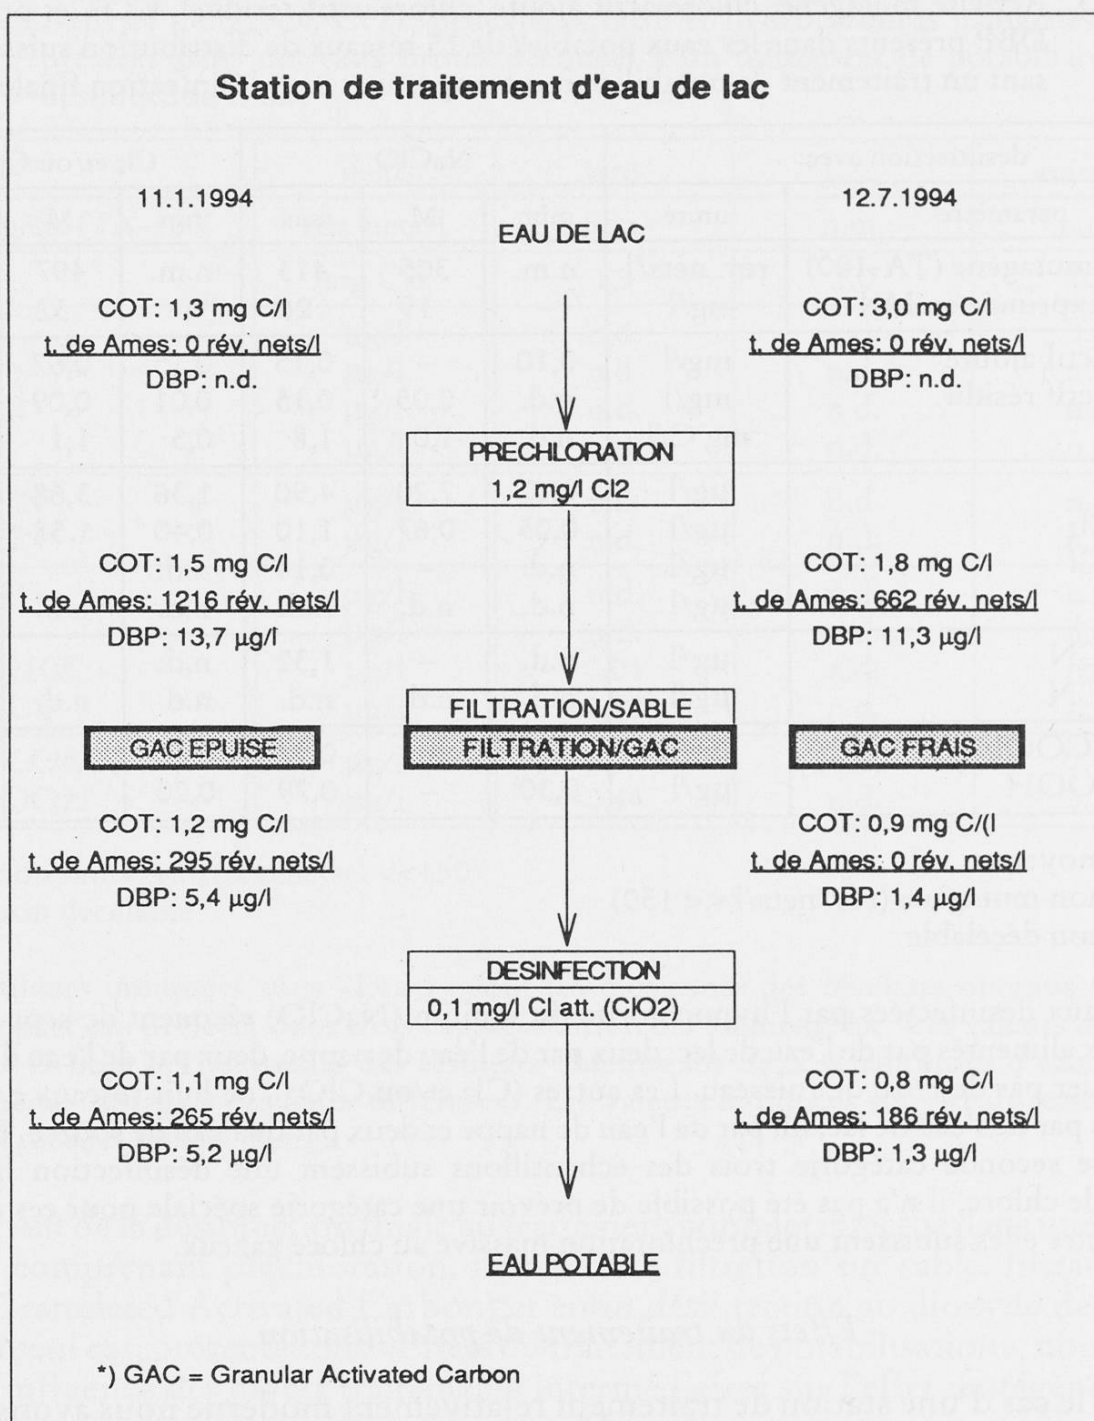 Station de traitement d'eau de lac
11.1.1994
12.7.1994
EAU DE LAC
COT: 1,3 mg C/l
t. de Ames: 0 rév. nets/l
DBP: n.d.
COT: 3,0 mg C/l
t. de Ames: 0 rév. nets/l
DBP: n.d.
PRECHLORATION
1,2 mg/l Cl2
COT: 1,5 mg C/l
t. de Ames: 1216 rév. nets/l
DBP: 13,7 µg/l
COT: 1,8 mg C/l
t. de Ames: 662 rév. nets/l
DBP: 11,3 µg/l
FILTRATION/SABLE
GAC EPUISE
FILTRATION/GAC
GAC FRAIS
COT: 1,2 mg C/l
t. de Ames: 295 rév. nets/l
DBP: 5,4 µg/l
COT: 0,9 mg C/(l
t. de Ames: 0 rév. nets/l
DBP: 1,4 µg/l
DESINFECTION
0,1 mg/l Cl att. (ClO2)
COT: 1,1 mg C/l
t. de Ames: 265 rév. nets/l
DBP: 5,2 µg/l
COT: 0,8 mg C/l
t. de Ames: 186 rév. nets/l
DBP: 1,3 µg/l
EAU POTABLE
*) GAC = Granular Activated Carbon